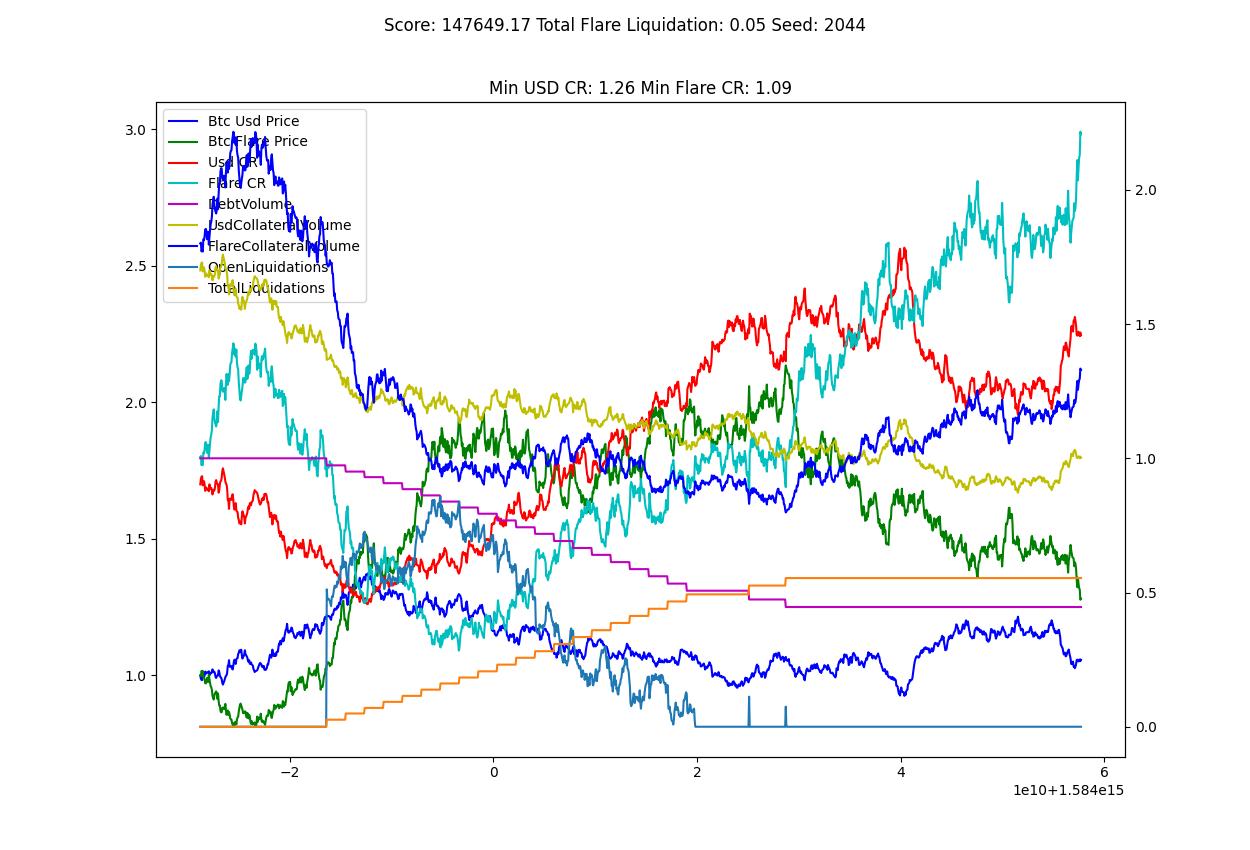 Score: 147649.17 Total Flare Liquidation: 0.05 Seed: 2044
Min USD CR: 1.26 Min Flare CR: 1.09
Btc Usd Price
Btc Flare Price
Usd CR
Flare CR
DebtVolume
UsdCollateralVolume
FlareCollateralVolume
OpenLiquidations
TotalLiquidations
3.0
2.5
2.0
1.5
1.0
2.0
1.5
1.0
0.5
0.0
−2
0
2
4
6
1e10+1.584e15